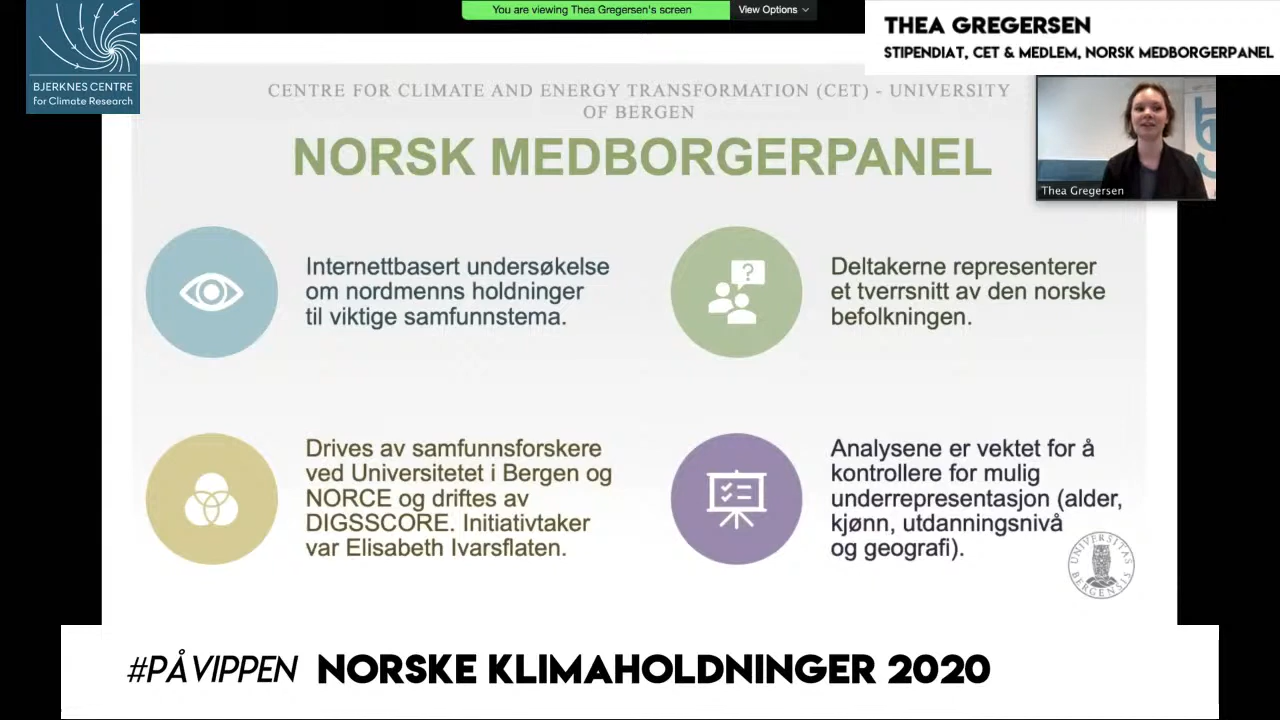 You are viewing Thea Gregersen's screen
View Options
THEA GREGERSEN
STIPENDIAT, CET & MEDLEM, NORSK MEDBORGERPANEL
BJERKNES CENTRE
for Climate Research
CENTRE FOR CLIMATE AND ENERGY TRANSFORMATION (CET) - UNIVERSITY
OF BERGEN
NORSK MEDBORGERPANEL
Thea Gregersen
Internettbasert undersøkelse
om nordmenns holdninger
til viktige samfunnstema.
?
Deltakerne representerer
et tverrsnitt av den norske
befolkningen.
Drives av samfunnsforskere
ved Universitetet i Bergen og
NORCE og driftes av
DIGSSCORE. Initiativtaker
var Elisabeth Ivarsflaten.
Analysene er vektet for å
kontrollere for mulig
underrepresentasjon (alder,
kjønn, utdanningsnivå
og geografi).
UNIVERSITAS
BERGENSIS
#PÅVIPPEN NORSKE KLIMAHOLDNINGER 2020